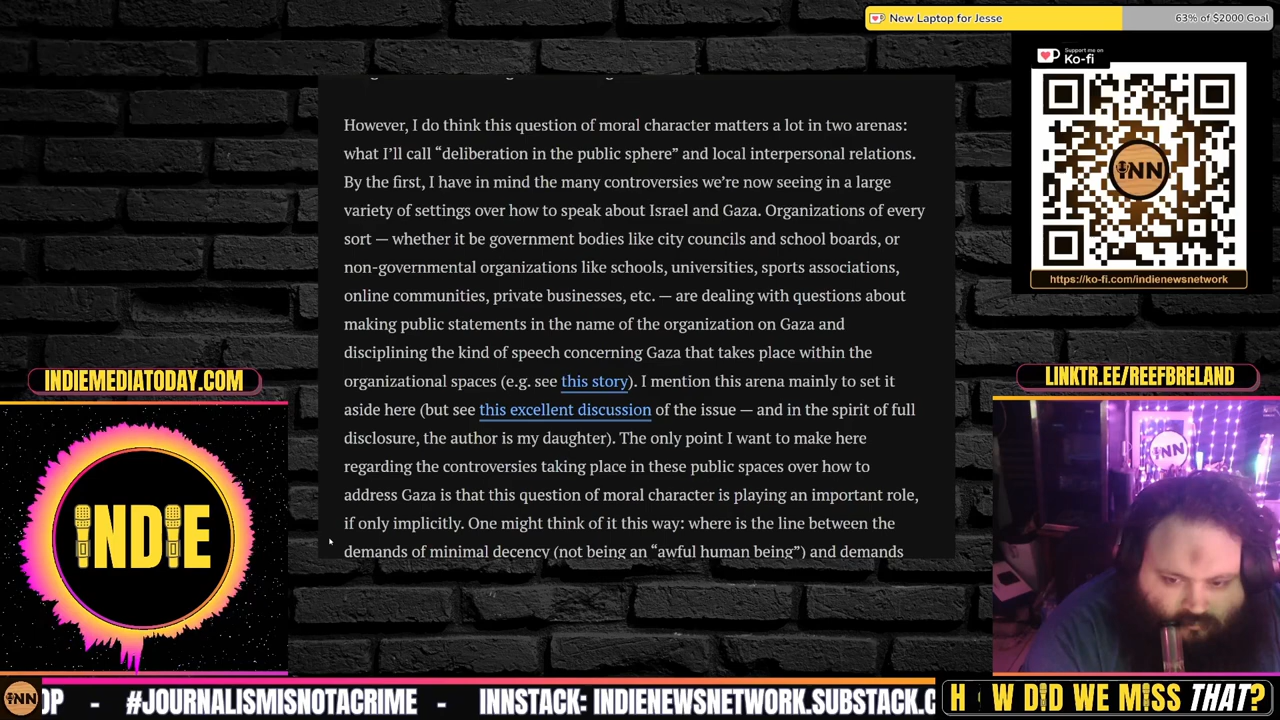 New Laptop for Jesse
63% of $2000 Goal
Support me on
Ko-fi
iNN
https://ko-fi.com/indienewsnetwork
However, I do think this question of moral character matters a lot in two arenas:
what I’ll call “deliberation in the public sphere” and local interpersonal relations.
By the first, I have in mind the many controversies we’re now seeing in a large
variety of settings over how to speak about Israel and Gaza. Organizations of every
sort — whether it be government bodies like city councils and school boards, or
non-governmental organizations like schools, universities, sports associations,
online communities, private businesses, etc. — are dealing with questions about
making public statements in the name of the organization on Gaza and
disciplining the kind of speech concerning Gaza that takes place within the
organizational spaces (e.g. see this story). I mention this arena mainly to set it
aside here (but see this excellent discussion of the issue — and in the spirit of full
disclosure, the author is my daughter). The only point I want to make here
regarding the controversies taking place in these public spaces over how to
address Gaza is that this question of moral character is playing an important role,
if only implicitly. One might think of it this way: where is the line between the
demands of minimal decency (not being an “awful human being”) and demands
INDIEMEDIATODAY.COM
INDIE
LINKTR.EE/REEFBRELAND
iNN
iNN
OP - #JOURNALISMISNOTACRIME - INNSTACK: INDIENEWSNETWORK.SUBSTACK.C
H W DID WE MISS THAT?